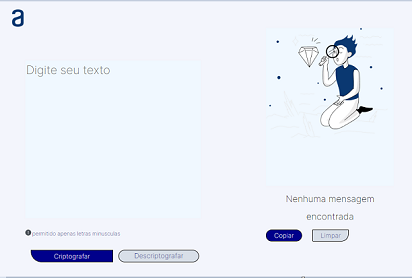 a
Digite seu texto
Nenhuma mensagem
encontrada
permitido apenas letras minusculas
Copiar
Limpar
Criptografar
Descriptografar